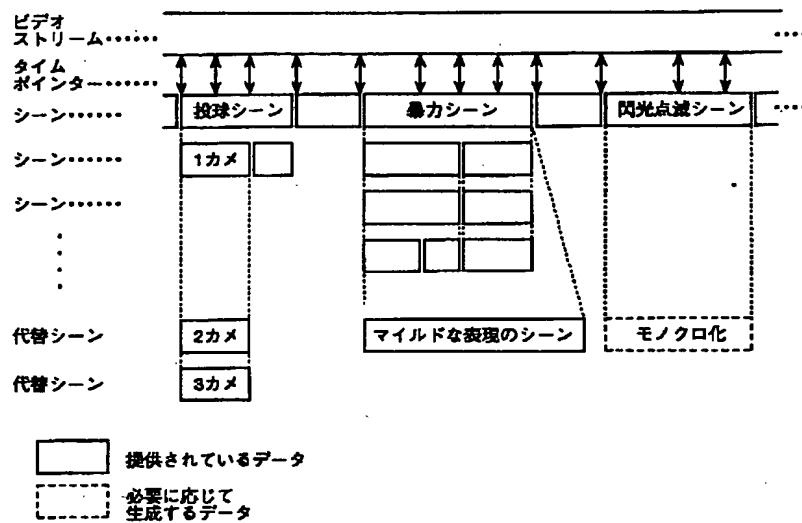 ビデオ
ストリーム……
タイム
ポインター……
シーン…… 投球シーン 暴力シーン 閃光点滅シーン
シーン…… 1カメ
シーン……
代替シーン 2カメ マイルドな表現のシーン モノクロ化
代替シーン 3カメ
提供されているデータ
必要に応じて
生成するデータ